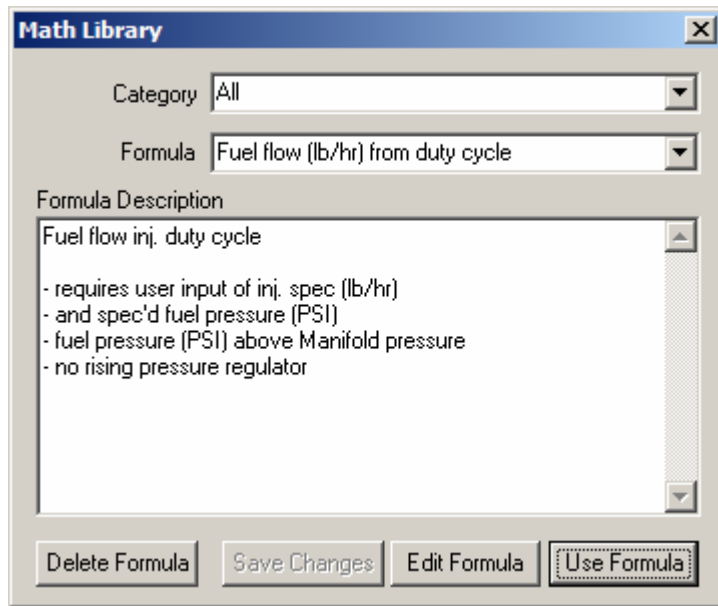 Math Library
Category All
Formula Fuel flow (lb/hr) from duty cycle
Formula Description
Fuel flow inj. duty cycle
- requires user input of inj. spec (lb/hr)
- and spec'd fuel pressure (PSI)
- fuel pressure (PSI) above Manifold pressure
- no rising pressure regulator
Delete Formula Save Changes Edit Formula Use Formula